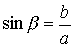 sin β = b/a